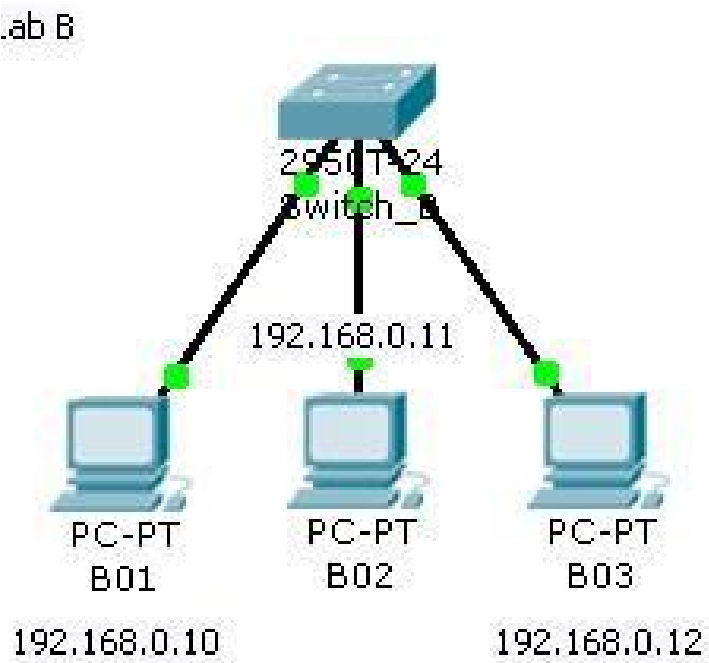 ab B
2950T-24
Switch_B
192.168.0.11
PC-PT
B01
PC-PT
B02
PC-PT
B03
192.168.0.10
192.168.0.12